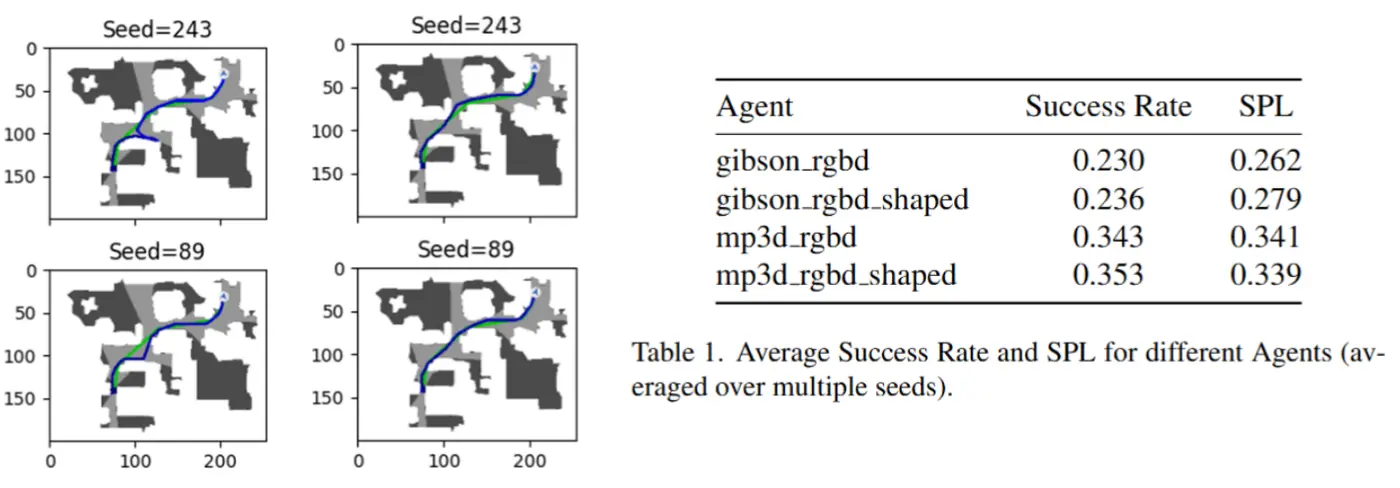 Seed=243
0
50
100
150
Seed=243
0
50
100
150
Seed=89
0
50
100
150
0 100 200
Seed=89
0
50
100
150
0 100 200
Agent Success Rate SPL
gibson_rgbd 0.230 0.262
gibson_rgbd_shaped 0.236 0.279
mp3d_rgbd 0.343 0.341
mp3d_rgbd_shaped 0.353 0.339
Table 1. Average Success Rate and SPL for different Agents (av-
eraged over multiple seeds).